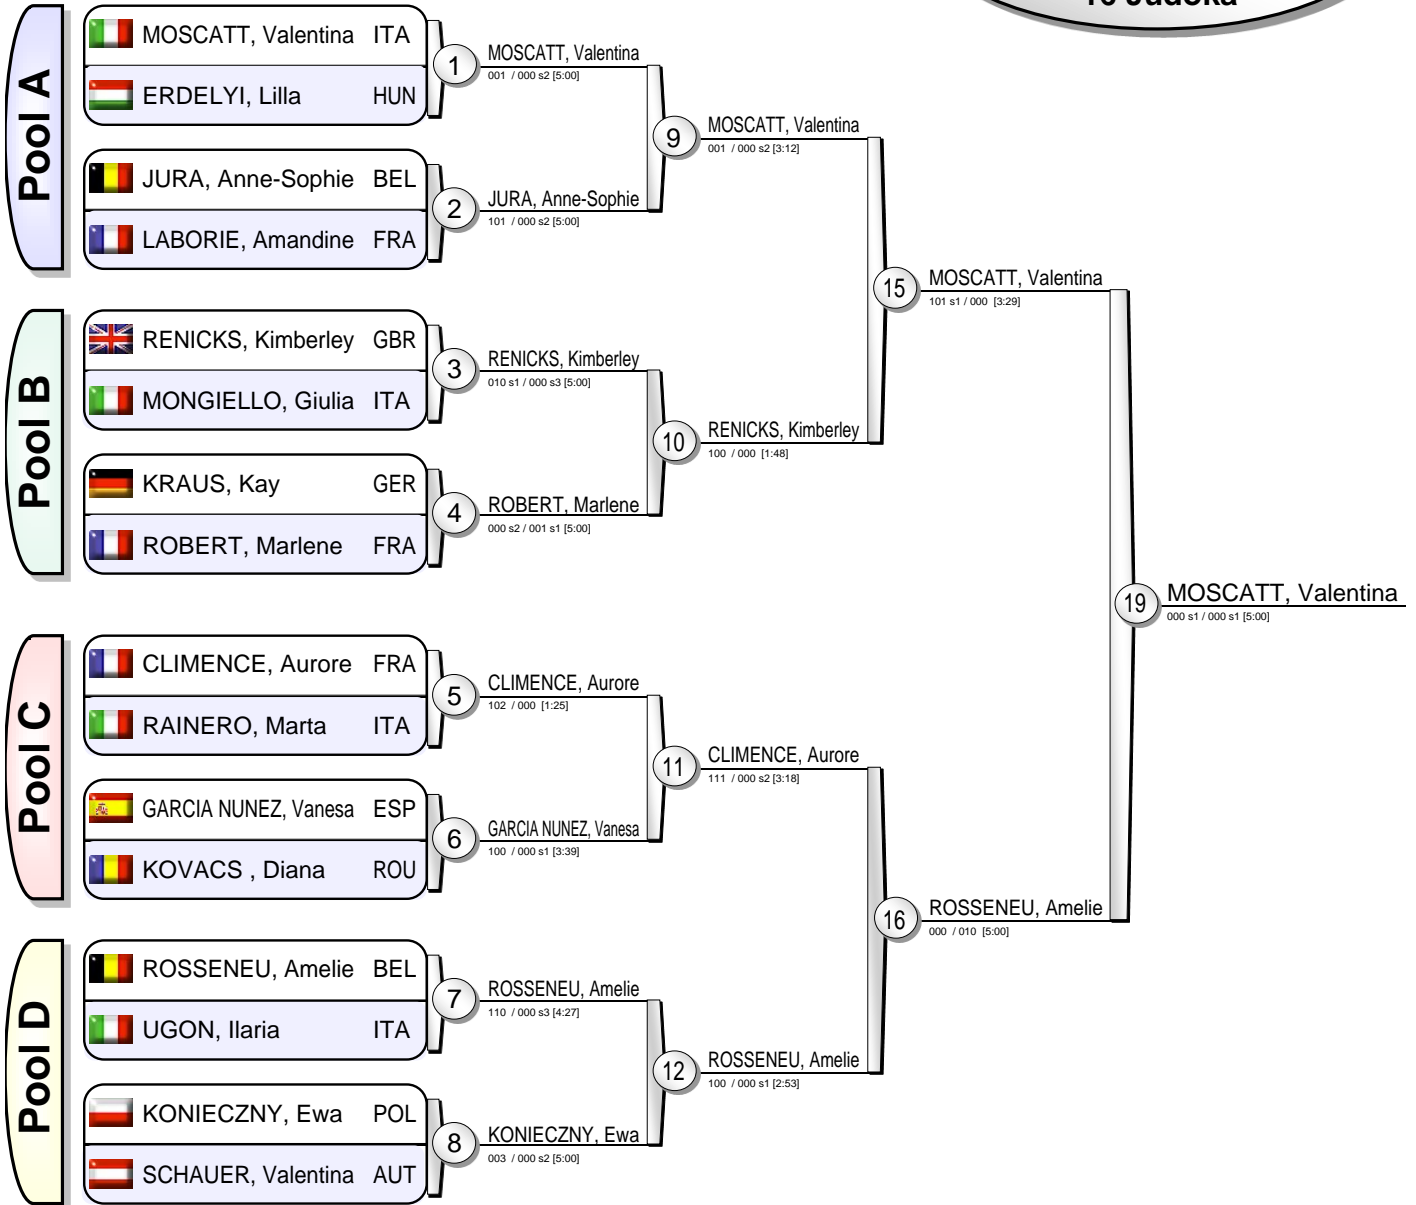 16 Judoka
Pool A
MOSCATT, Valentina ITA
ERDELYI, Lilla HUN
JURA, Anne-Sophie BEL
LABORIE, Amandine FRA
1
MOSCATT, Valentina
001 / 000 s2 [5:00]
2
JURA, Anne-Sophie
101 / 000 s2 [5:00]
9
MOSCATT, Valentina
001 / 000 s2 [3:12]
Pool B
RENICKS, Kimberley GBR
MONGIELLO, Giulia ITA
KRAUS, Kay GER
ROBERT, Marlene FRA
3
RENICKS, Kimberley
010 s1 / 000 s3 [5:00]
4
ROBERT, Marlene
000 s2 / 001 s1 [5:00]
10
RENICKS, Kimberley
100 / 000 [1:48]
15
MOSCATT, Valentina
101 s1 / 000 [3:29]
Pool C
CLIMENCE, Aurore FRA
RAINERO, Marta ITA
GARCIA NUNEZ, Vanesa ESP
KOVACS , Diana ROU
5
CLIMENCE, Aurore
102 / 000 [1:25]
6
GARCIA NUNEZ, Vanesa
100 / 000 s1 [3:39]
11
CLIMENCE, Aurore
111 / 000 s2 [3:18]
Pool D
ROSSENEU, Amelie BEL
UGON, Ilaria ITA
KONIECZNY, Ewa POL
SCHAUER, Valentina AUT
7
ROSSENEU, Amelie
110 / 000 s3 [4:27]
8
KONIECZNY, Ewa
003 / 000 s2 [5:00]
12
ROSSENEU, Amelie
100 / 000 s1 [2:53]
16
ROSSENEU, Amelie
000 / 010 [5:00]
19
MOSCATT, Valentina
000 s1 / 000 s1 [5:00]